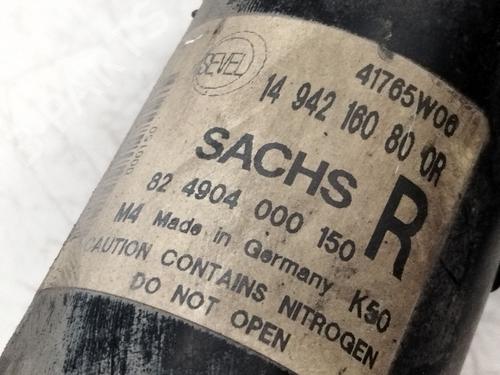 SEVEL
41765W06
14 942 160 80 0R
SACHS
R
82 4904 000 150
M4 Made in Germany K50
CAUTION CONTAINS NITROGEN
DO NOT OPEN
000150